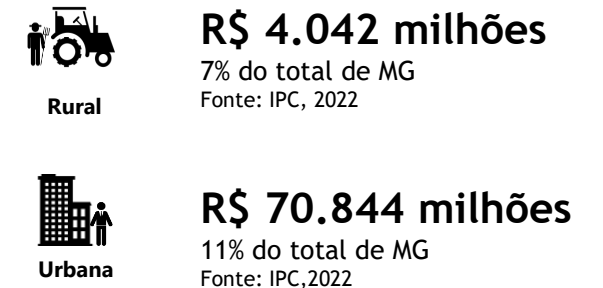 R$ 4.042 milhões
7% do total de MG
Fonte: IPC, 2022
Rural
R$ 70.844 milhões
11% do total de MG
Fonte: IPC,2022
Urbana